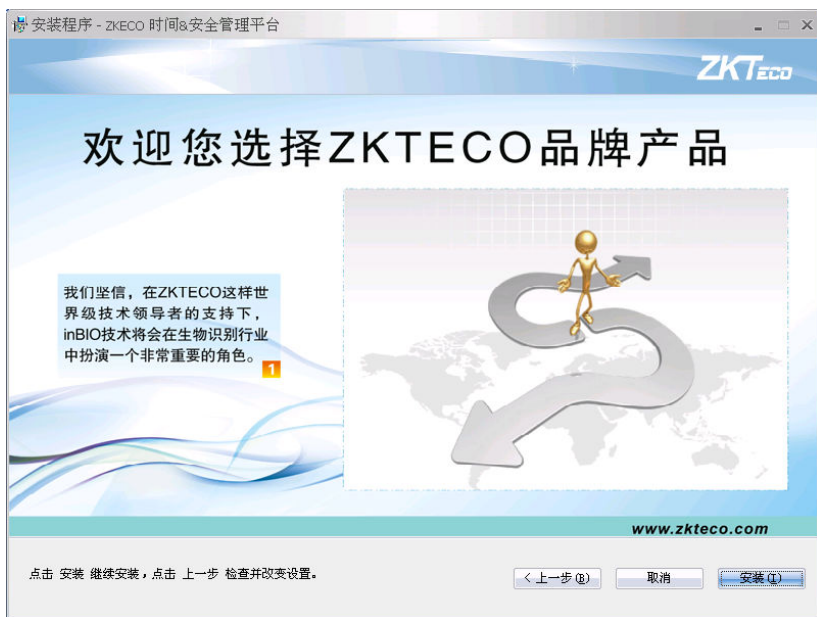 安装程序 - ZKECO 时间&安全管理平台
ZKTECO
欢迎您选择ZKTECO品牌产品
我们坚信，在ZKTECO这样世
界级技术领导者的支持下，
inBIO技术将会在生物识别行业
中扮演一个非常重要的角色。
1
www.zkteco.com
点击 安装 继续安装，点击 上一步 检查并改变设置。
< 上一步(B) 取消 安装(I)